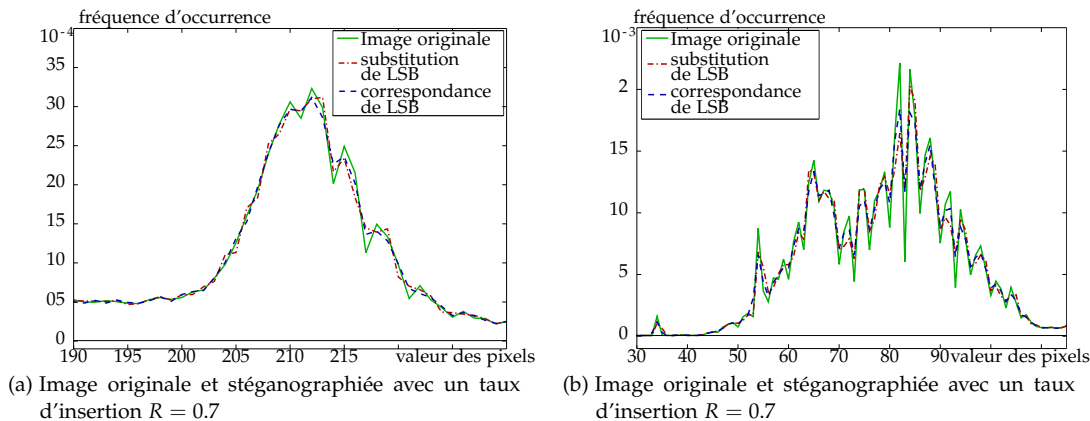 fréquence d'occurrence
10-4
Image originale
substitution
de LSB
correspondance
de LSB
35
30
25
20
15
10
5
0
190
195
200
205
210
215
valeur des pixels
(a) Image originale et stéganographiée avec un taux
d'insertion R = 0.7
fréquence d'occurrence
10-3
Image originale
substitution
de LSB
correspondance
de LSB
2
15
10
5
0
30
40
50
60
70
80
90
valeur des pixels
(b) Image originale et stéganographiée avec un taux
d'insertion R = 0.7